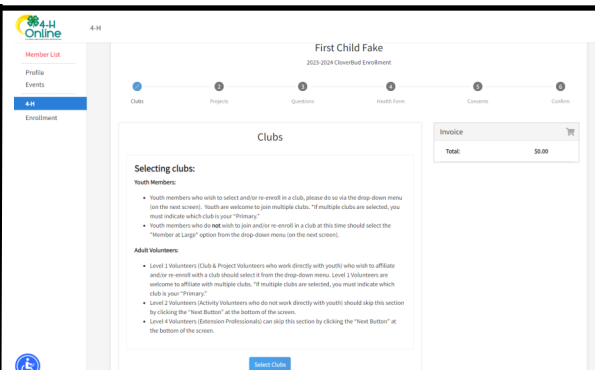 4-H
Online
4-H
Member List
Profile
Events
4-H
Enrollment
First Child Fake
2023-2024 CloverBud Enrollment
2
3
4
5
6
Clubs
Projects
Questions
Health Form
Consents
Confirm
Clubs
Selecting clubs:
Youth Members:
Youth members who wish to select and/or re-enroll in a club, please do so via the drop-down menu
(on the next screen). Youth are welcome to join multiple clubs. "If multiple clubs are selected, you
must indicate which club is your "Primary."
Youth members who do not wish to join and/or re-enroll in a club at this time should select the
"Member at Large" option from the drop-down menu (on the next screen).
Adult Volunteers:
Level 1 Volunteers (Club & Project Volunteers who work directly with youth) who wish to affiliate
and/or re-enroll with a club should select it from the drop-down menu. Level 1 Volunteers are
welcome to affiliate with multiple clubs. "If multiple clubs are selected, you must indicate which
club is your "Primary."
Level 2 Volunteers (Activity Volunteers who do not work directly with youth) should skip this section
by clicking the "Next Button" at the bottom of the screen.
Level 4 Volunteers (Extension Professionals) can skip this section by clicking the "Next Button" at
the bottom of the screen.
Select Clubs
Invoice
Total: $0.00